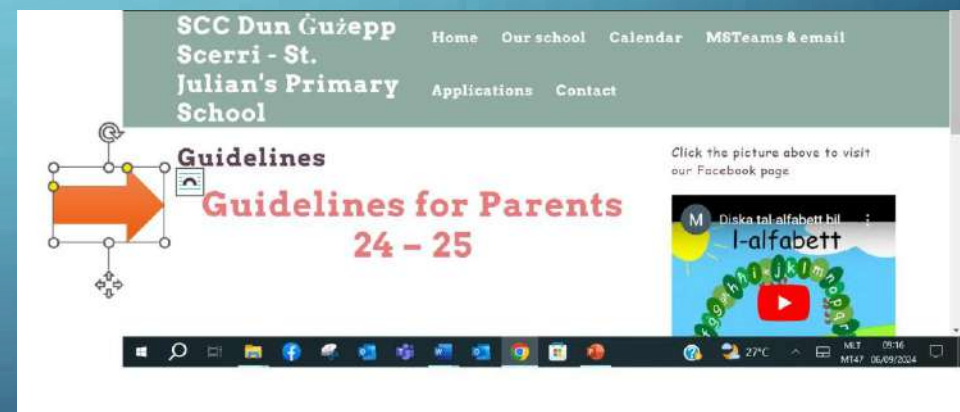 SCC Dun Ġużepp
Scerri - St.
Julian's Primary
School
Home Our school Calendar MSTeams & email
Applications Contact
Guidelines
Guidelines for Parents
24 – 25
Click the picture above to visit
our Facebook page
M Diska tal-alfabett bil
l-alfabett
27°C
MLT 09:16
MT47 06/09/2024